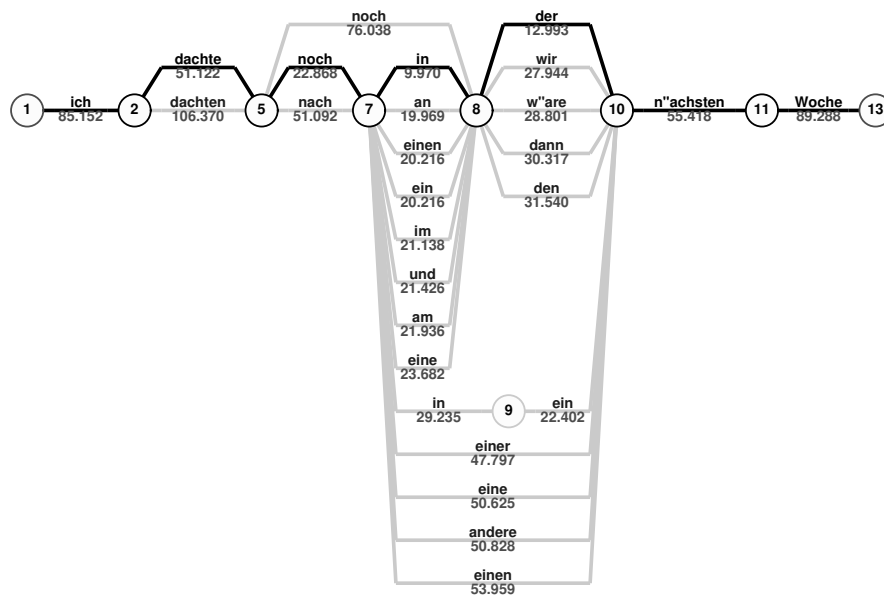 noch der
76.038 12.993
dachte noch in wir
51.122 22.868 9.970 27.944
1 ich 2 dachten 5 nach 7 an 8 w"are 10 n"achsten 11 Woche 13
85.152 106.370 51.092 19.969 28.801 55.418 89.288
einen dann
20.216 30.317
ein den
20.216 31.540
im
21.138
und
21.426
am
21.936
eine
23.682
in 9 ein
29.235 22.402
einer
47.797
eine
50.625
andere
50.828
einen
53.959